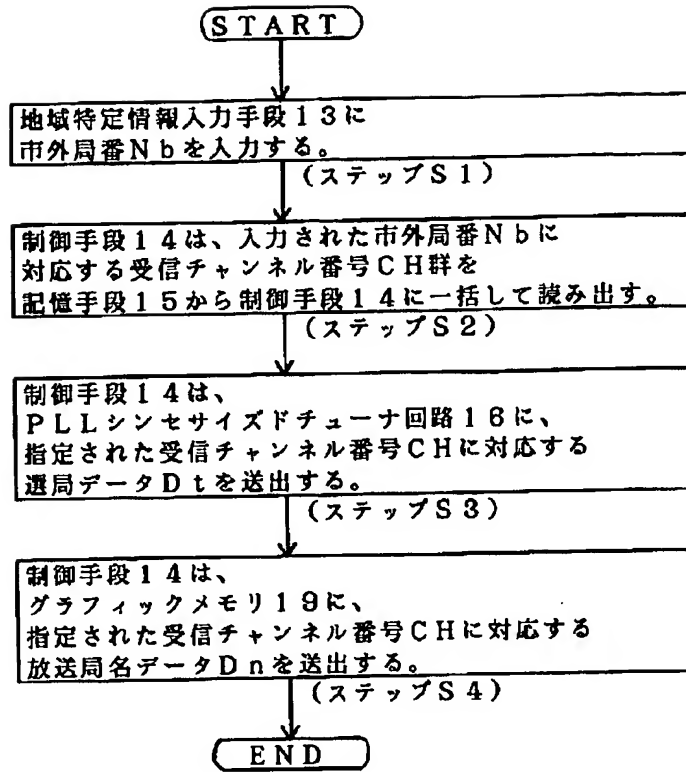 START
地域特定情報入力手段13に
市外局番Nbを入力する。
(ステップS1)
制御手段14は、入力された市外局番Nbに
対応する受信チャンネル番号CH群を
記憶手段15から制御手段14に一括して読み出す。
(ステップS2)
制御手段14は、
PLLシンセサイズドチューナ回路16に、
指定された受信チャンネル番号CHに対応する
選局データDtを送出する。
(ステップS3)
制御手段14は、
グラフィックメモリ19に、
指定された受信チャンネル番号CHに対応する
放送局名データDnを送出する。
(ステップS4)
END